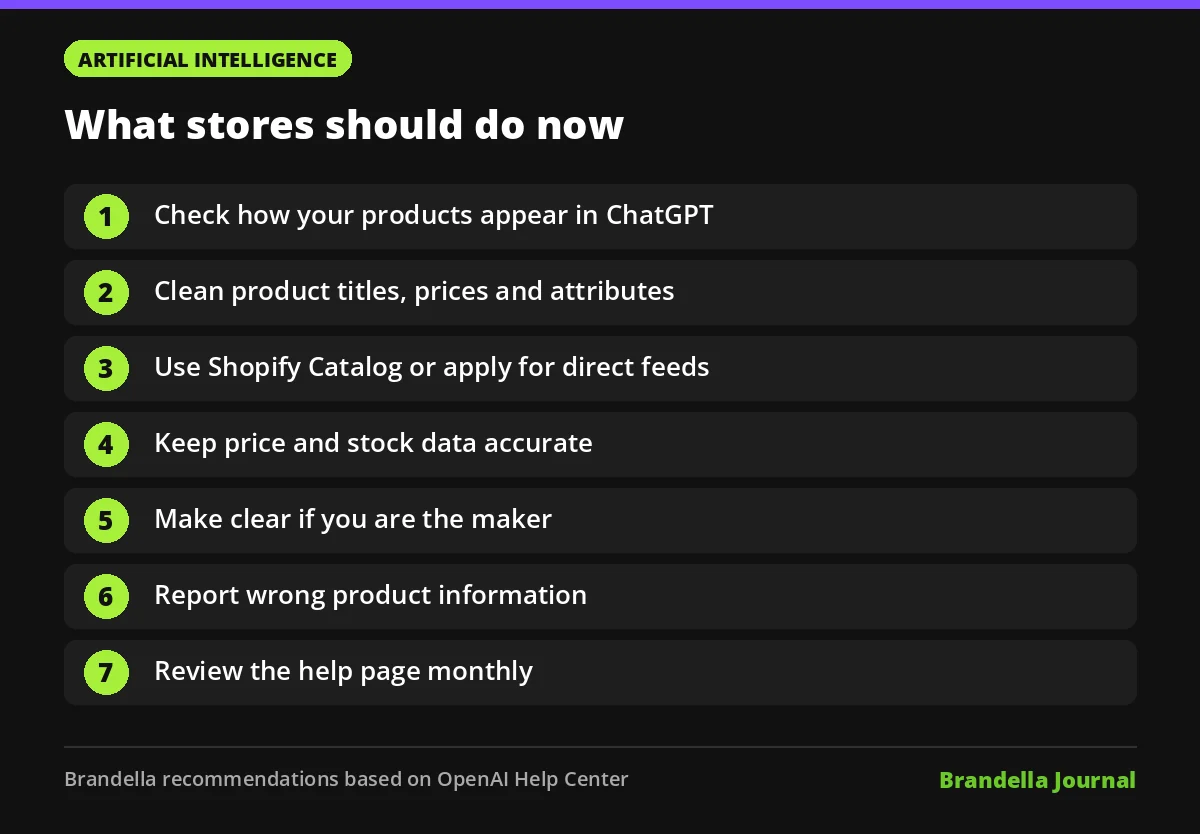 ARTIFICIAL INTELLIGENCE
What stores should do now
1 Check how your products appear in ChatGPT
2 Clean product titles, prices and attributes
3 Use Shopify Catalog or apply for direct feeds
4 Keep price and stock data accurate
5 Make clear if you are the maker
6 Report wrong product information
7 Review the help page monthly
Brandella recommendations based on OpenAI Help Center
Brandella Journal